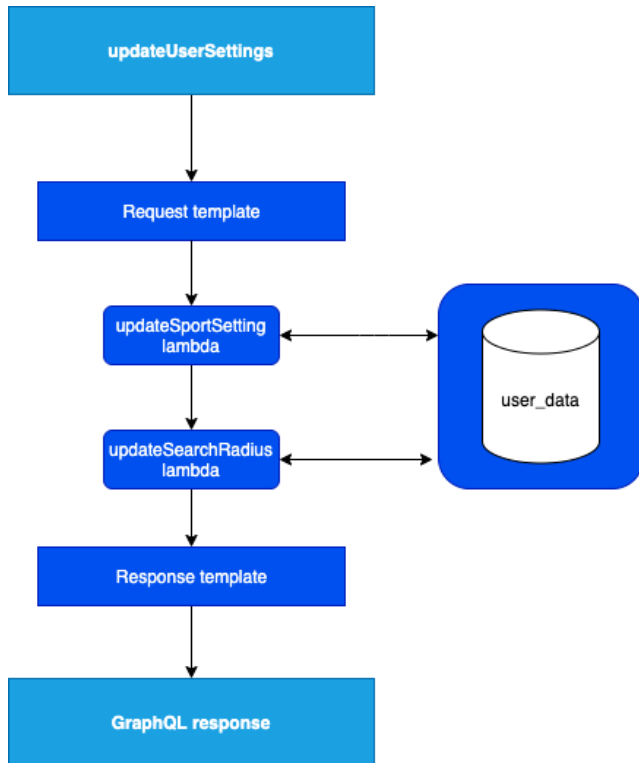 updateUserSettings
Request template
updateSportSetting
lambda
user_data
updateSearchRadius
lambda
Response template
GraphQL response